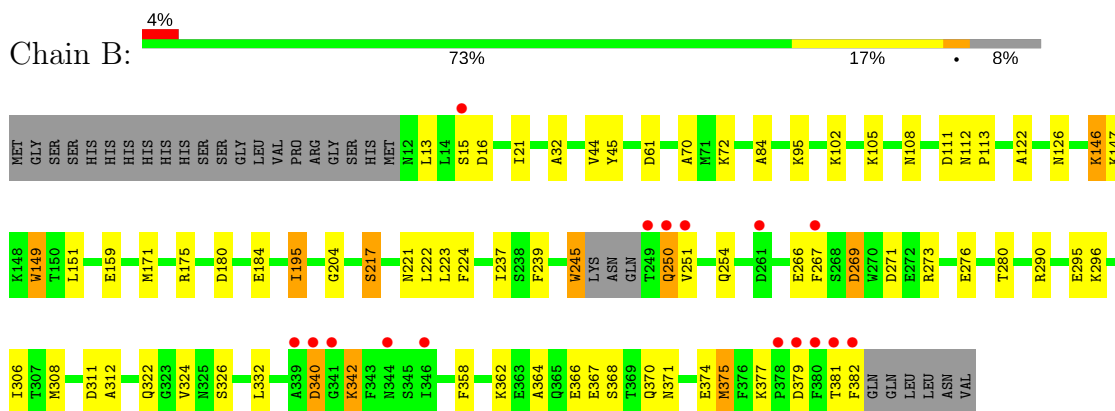 4%
Chain B:
73% 17% • 8%
MET GLY SER SER HIS HIS HIS HIS HIS HIS SER SER GLY LEU VAL PRO ARG GLY SER HIS MET N12 L13 L14 S15 D16 I21 A32 V44 Y45 D61 A70 M71 K72 A84 K95 K102 K105 N108 D111 N112 P113 A122 N126 K146 K147
K148 W149 T150 L151 E159 M171 R175 D180 E184 I195 G204 S217 N221 L222 L223 F224 I237 S238 F239 W245 LYS ASN GLN T249 Q250 V251 Q254 D261 E266 F267 S268 D269 W270 D271 E272 R273 E276 T280 R290 E295 K296
I306 T307 M308 D311 A312 Q322 G323 V324 N325 S326 L332 A339 D340 G341 K342 F343 N344 S345 I346 F358 K362 E363 A364 Q365 E366 E367 S368 T369 Q370 N371 E374 M375 F376 K377 P378 D379 F380 T381 F382 GLN GLN LEU LEU ASN VAL